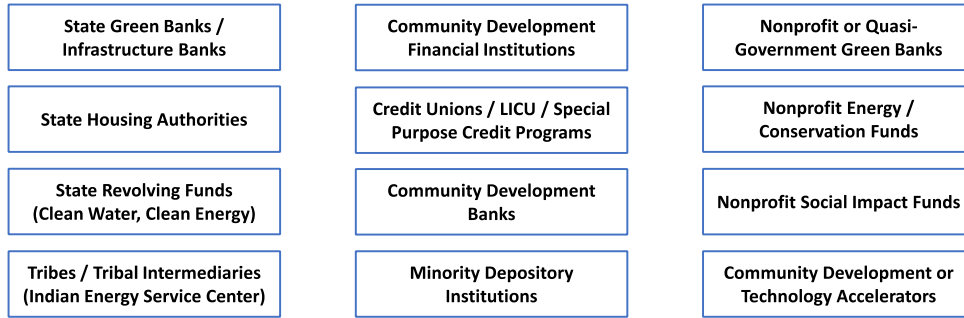 State Green Banks /
Infrastructure Banks
Community Development
Financial Institutions
Nonprofit or Quasi-
Government Green Banks
State Housing Authorities
Credit Unions / LICU / Special
Purpose Credit Programs
Nonprofit Energy /
Conservation Funds
State Revolving Funds
(Clean Water, Clean Energy)
Community Development
Banks
Nonprofit Social Impact Funds
Tribes / Tribal Intermediaries
(Indian Energy Service Center)
Minority Depository
Institutions
Community Development or
Technology Accelerators